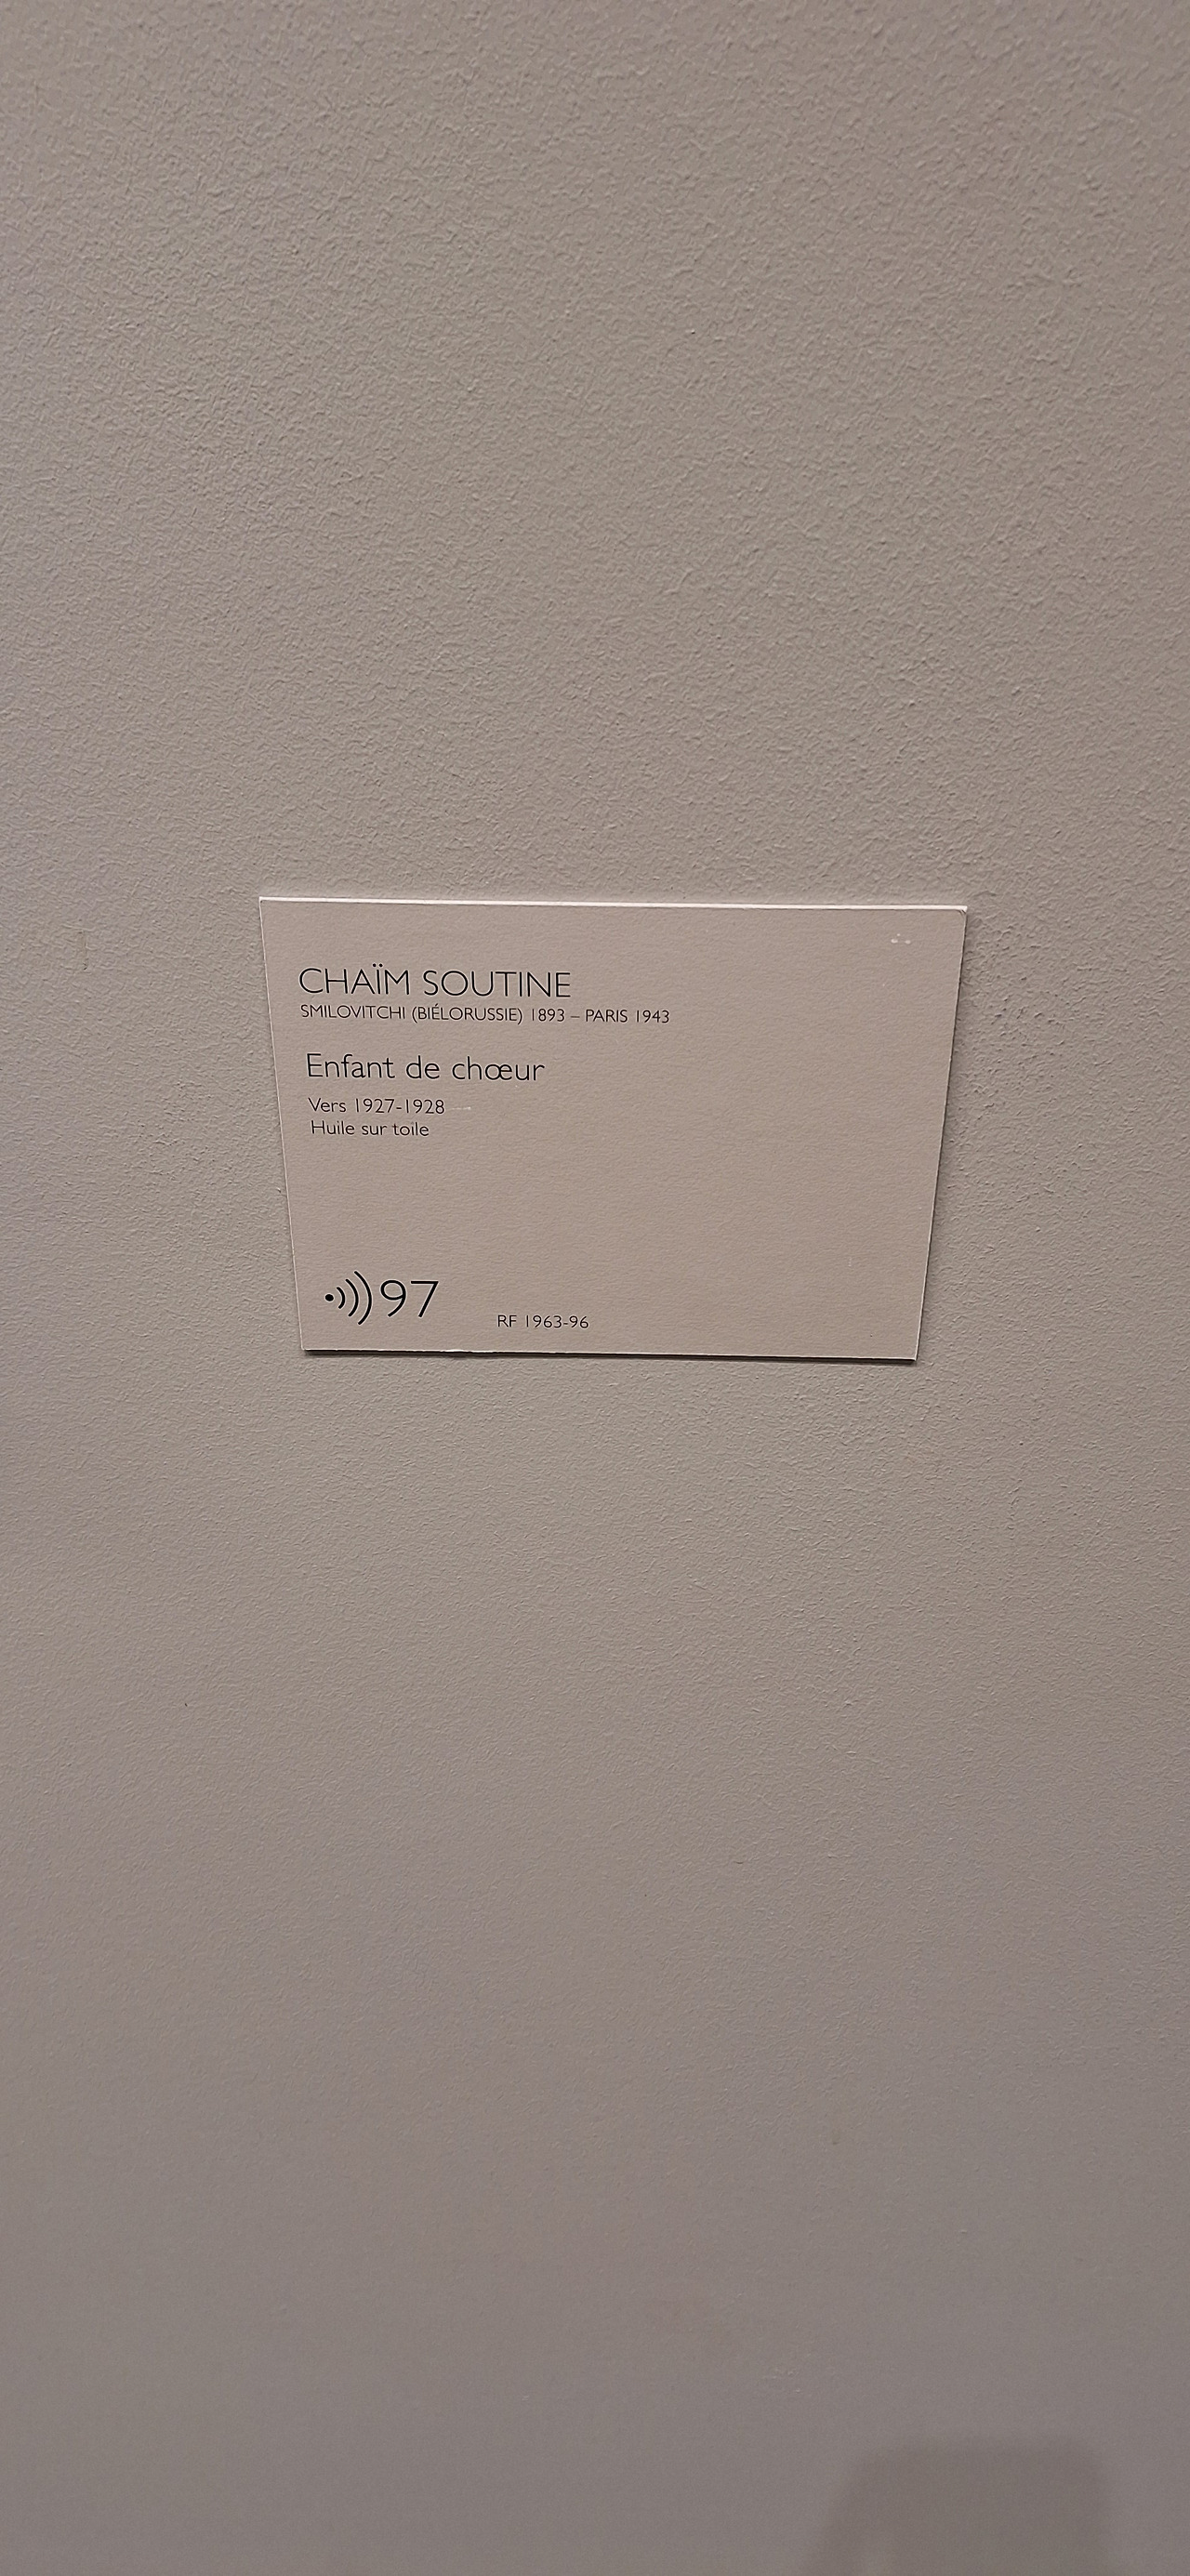 CHAÏM SOUTINE
SMILOVITCHI (BIÉLORUSSIE) 1893 – PARIS 1943
Enfant de chœur
Vers 1927-1928
Huile sur toile
97
RF 1963-96